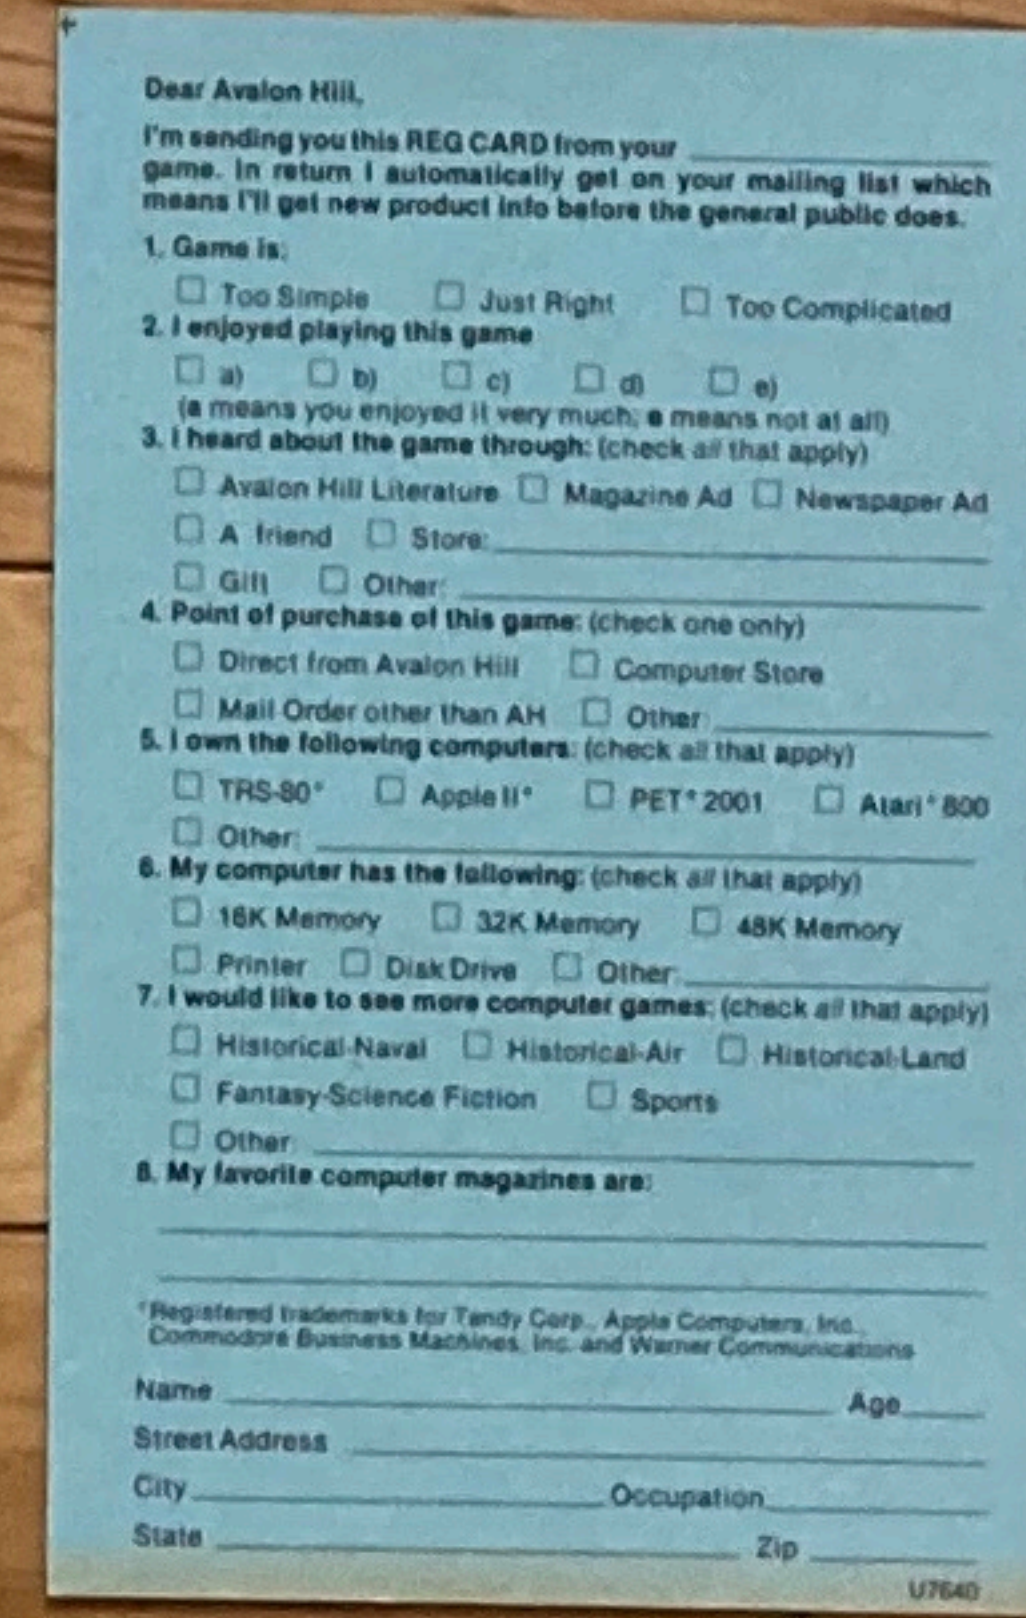 Dear Avalon Hill,
I'm sending you this REG CARD from your
game. In return I automatically get on your mailing list which
means I'll get new product info before the general public does.
1. Game is:
☐ Too Simple ☐ Just Right ☐ Too Complicated
2. I enjoyed playing this game
☐ a) ☐ b) ☐ c) ☐ d) ☐ e)
(a means you enjoyed it very much; e means not at all)
3. I heard about the game through: (check all that apply)
☐ Avalon Hill Literature ☐ Magazine Ad ☐ Newspaper Ad
☐ A friend ☐ Store:
☐ Gift ☐ Other:
4. Point of purchase of this game: (check one only)
☐ Direct from Avalon Hill ☐ Computer Store
☐ Mail Order other than AH ☐ Other:
5. I own the following computers: (check all that apply)
☐ TRS-80* ☐ Apple II* ☐ PET* 2001 ☐ Atari* 800
☐ Other:
6. My computer has the following: (check all that apply)
☐ 16K Memory ☐ 32K Memory ☐ 48K Memory
☐ Printer ☐ Disk Drive ☐ Other:
7. I would like to see more computer games: (check all that apply)
☐ Historical-Naval ☐ Historical-Air ☐ Historical-Land
☐ Fantasy-Science Fiction ☐ Sports
☐ Other:
8. My favorite computer magazines are:
*Registered trademarks for Tandy Corp., Apple Computers, Inc.,
Commodore Business Machines, Inc. and Warner Communications
Name Age
Street Address
City Occupation
State Zip
U7640